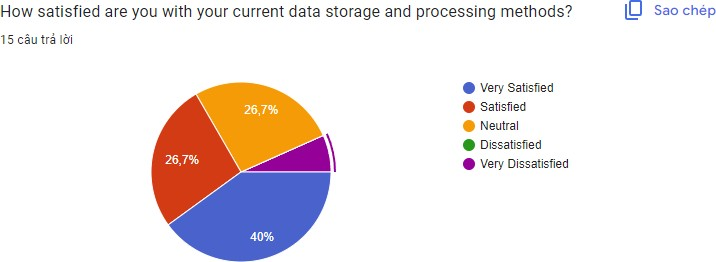 How satisfied are you with your current data storage and processing methods?
Sao chép
15 câu trả lời
26,7%
26,7%
40%
Very Satisfied
Satisfied
Neutral
Dissatisfied
Very Dissatisfied